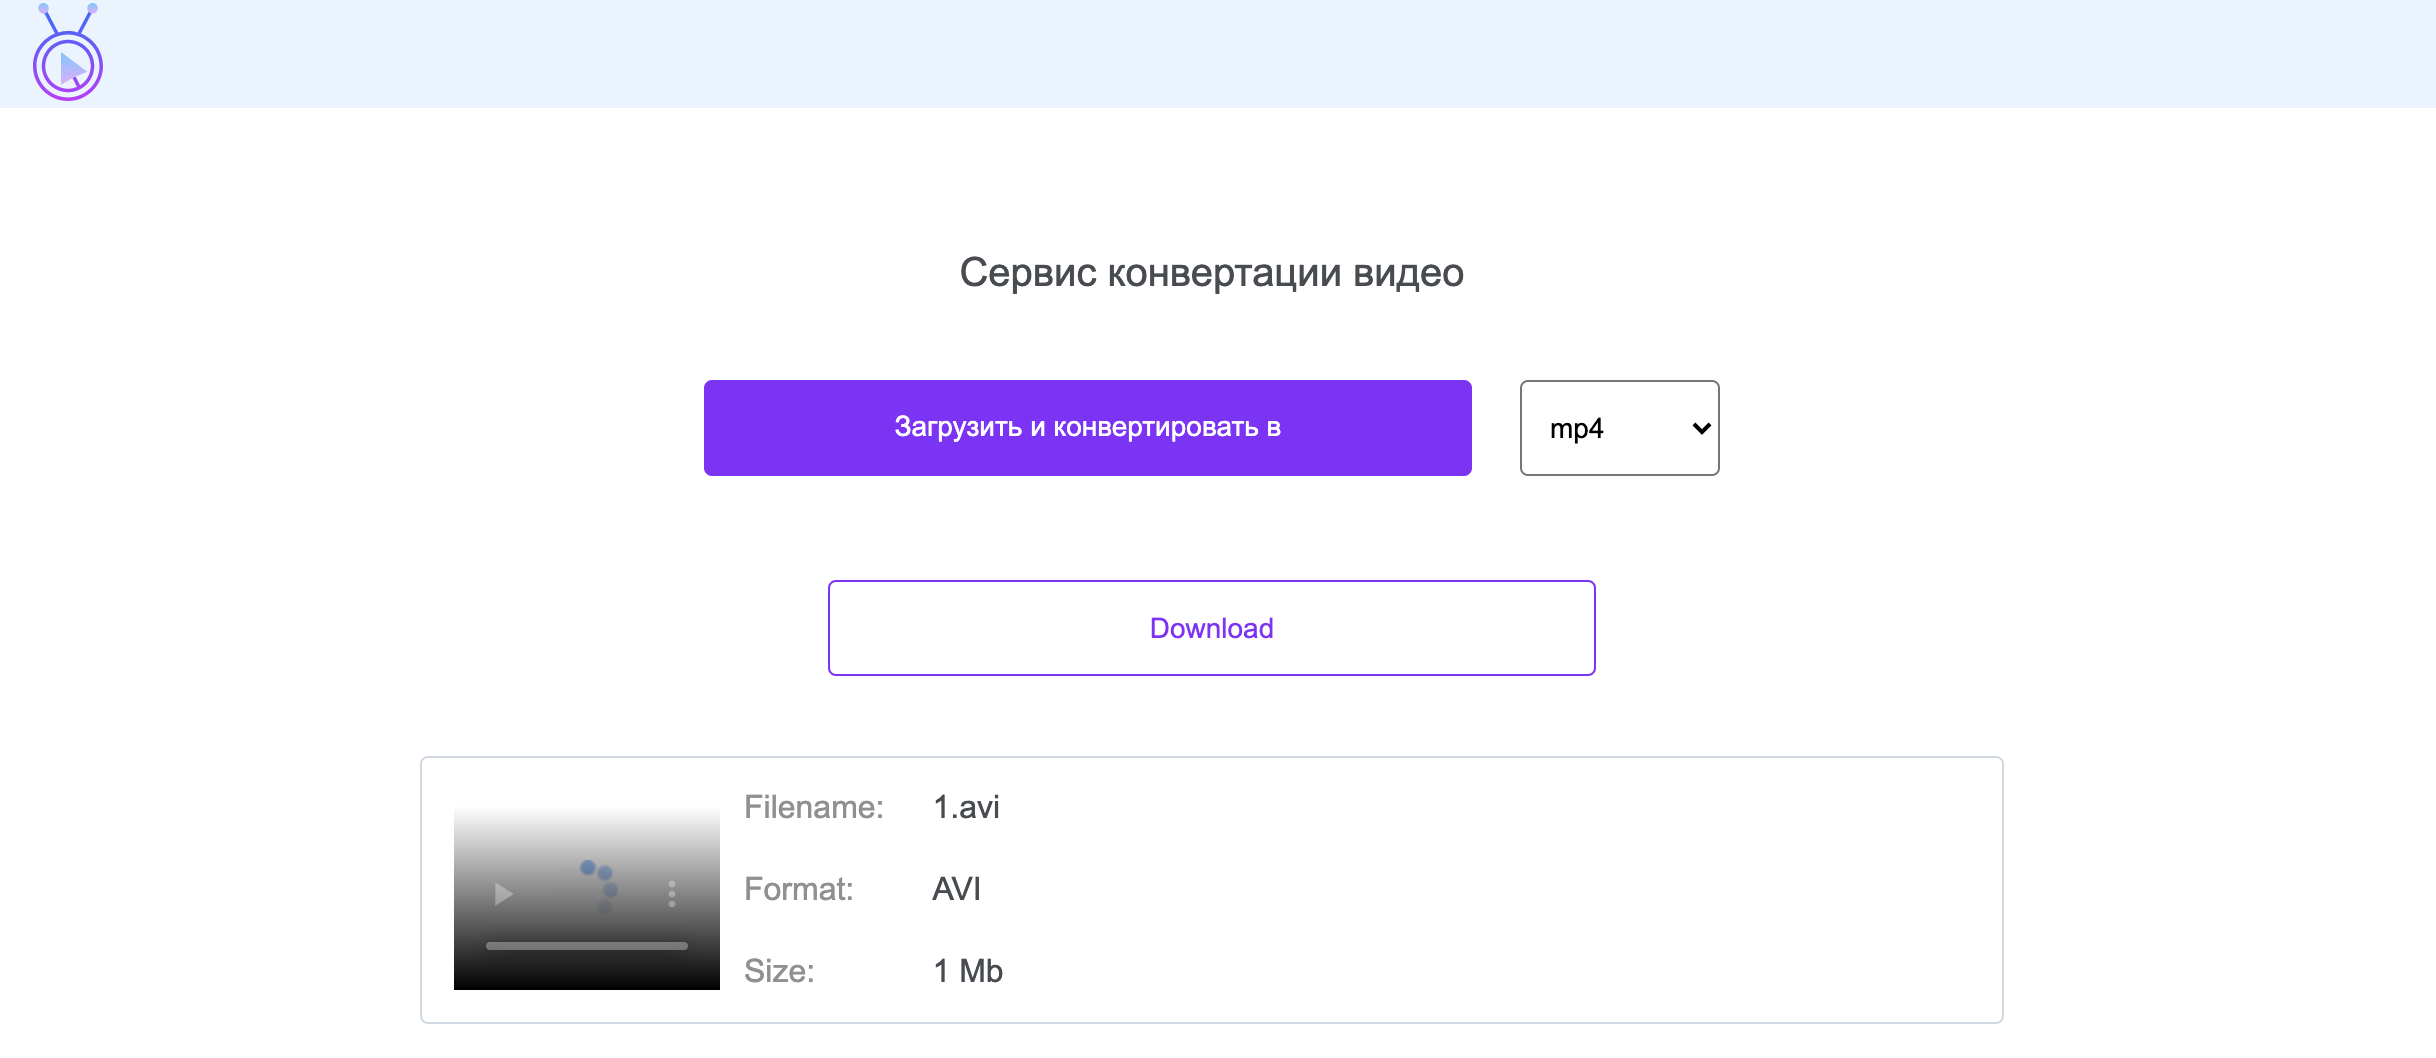 Сервис конвертации видео
Загрузить и конвертировать в
mp4
Download
Filename: 1.avi
Format: AVI
Size: 1 Mb